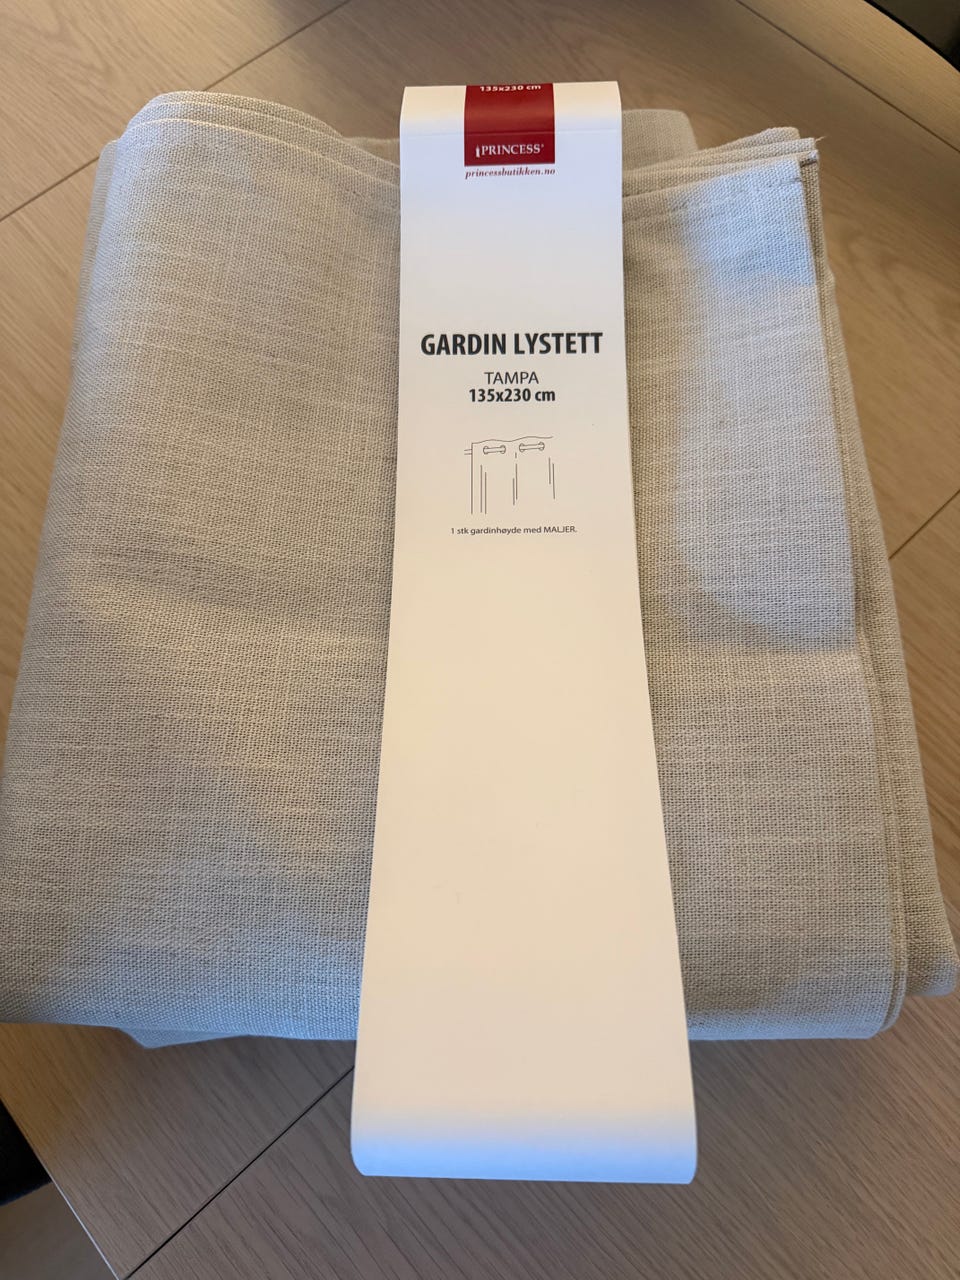 135x230 cm
PRINCESS®
princessbutikken.no
GARDIN LYSTETT
TAMPA
135x230 cm
1 stk gardinhøyde med MALJER.